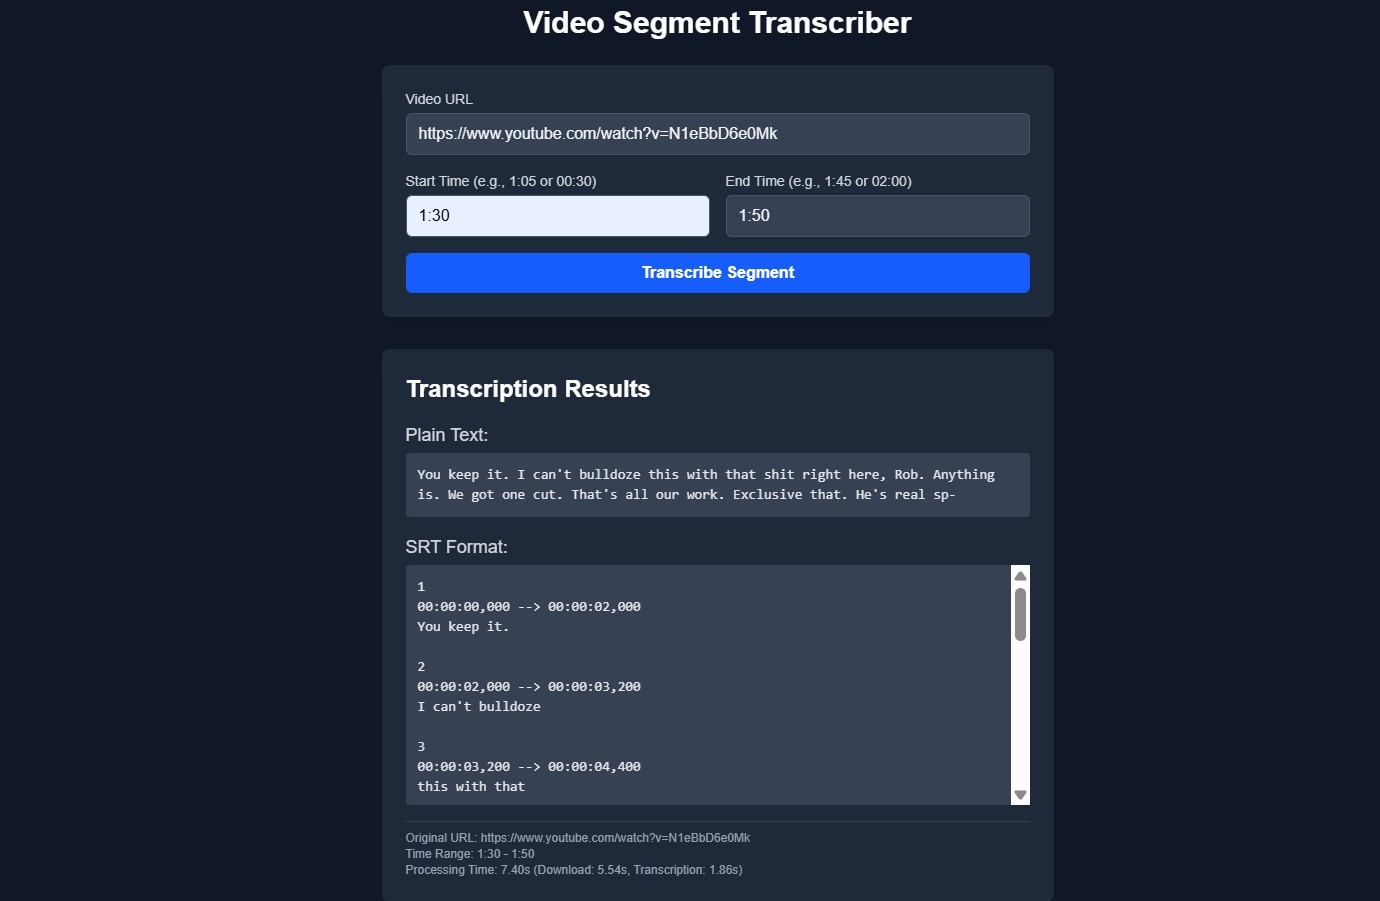 Video Segment Transcriber
Video URL
https://www.youtube.com/watch?v=N1eBbD6e0Mk
Start Time (e.g., 1:05 or 00:30)
End Time (e.g., 1:45 or 02:00)
1:30
1:50
Transcribe Segment
Transcription Results
Plain Text:
You keep it. I can't bulldoze this with that shit right here, Rob. Anything
is. We got one cut. That's all our work. Exclusive that. He's real sp-
SRT Format:
1
00:00:00,000 --> 00:00:02,000
You keep it.
2
00:00:02,000 --> 00:00:03,200
I can't bulldoze
3
00:00:03,200 --> 00:00:04,400
this with that
Original URL: https://www.youtube.com/watch?v=N1eBbD6e0Mk
Time Range: 1:30 - 1:50
Processing Time: 7.40s (Download: 5.54s, Transcription: 1.86s)